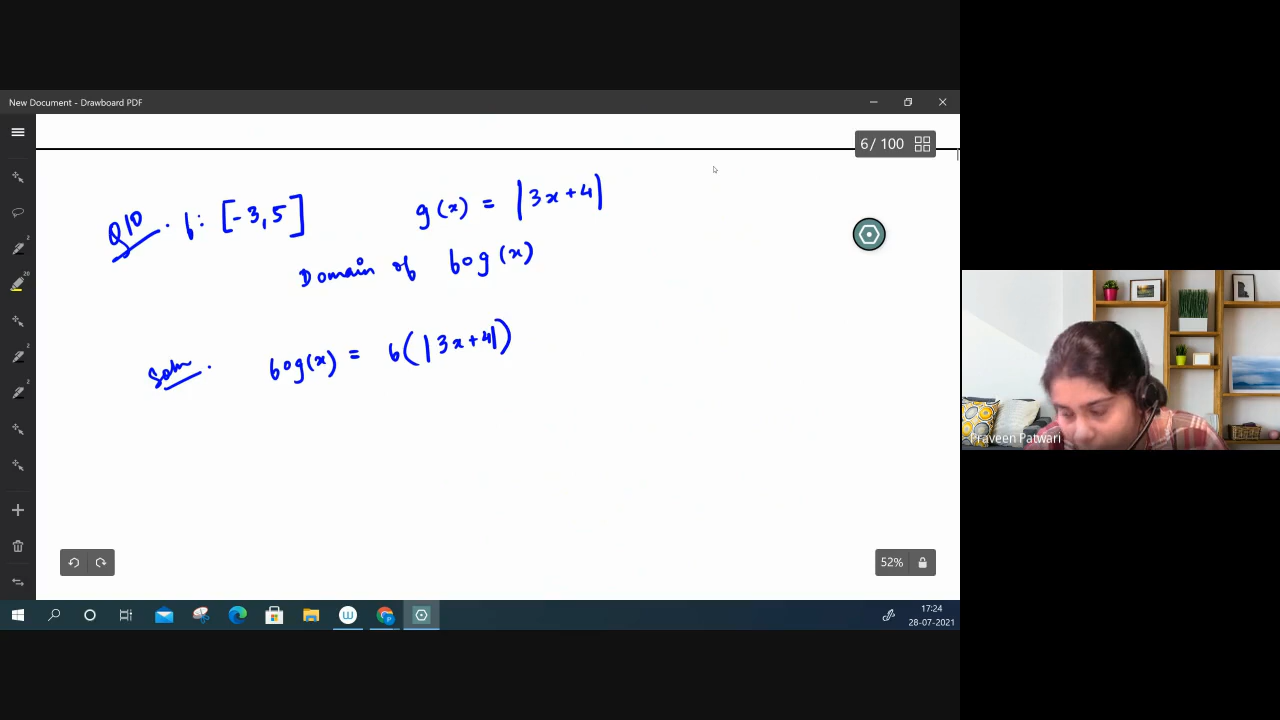 New Document - Drawboard PDF
6 / 100
Q10. f: [-3, 5] g(x) = |3x+4|
Domain of fog(x)
Soln. fog(x) = f(|3x+4|)
Praveen Patwari
52%
17:24
28-07-2021